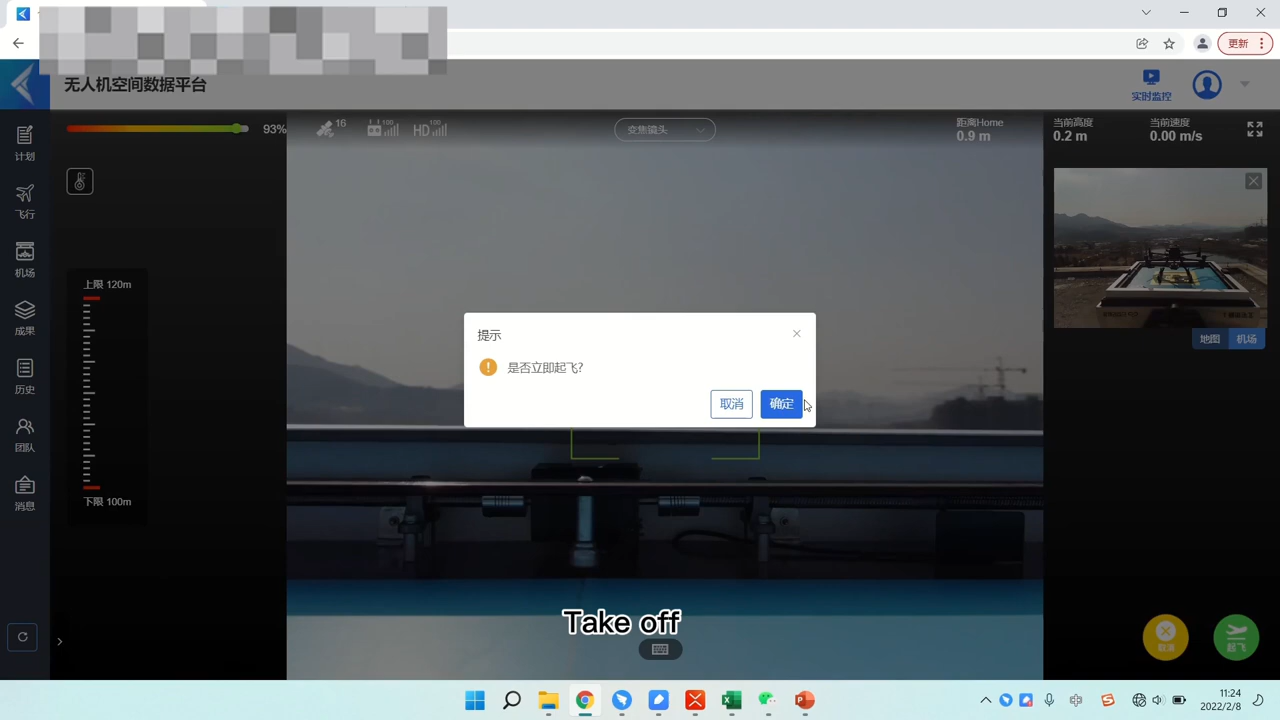 更新
无人机空间数据平台
实时监控
93%
16
100
HD 100
变焦镜头
距离Home
0.9 m
当前高度
0.2 m
当前速度
0.00 m/s
计划
飞行
机场
成果
历史
团队
消息
上限 120m
下限 100m
提示
是否立即起飞?
取消
确定
地图
机场
Take off
取消
起飞
11:24
2022/2/8